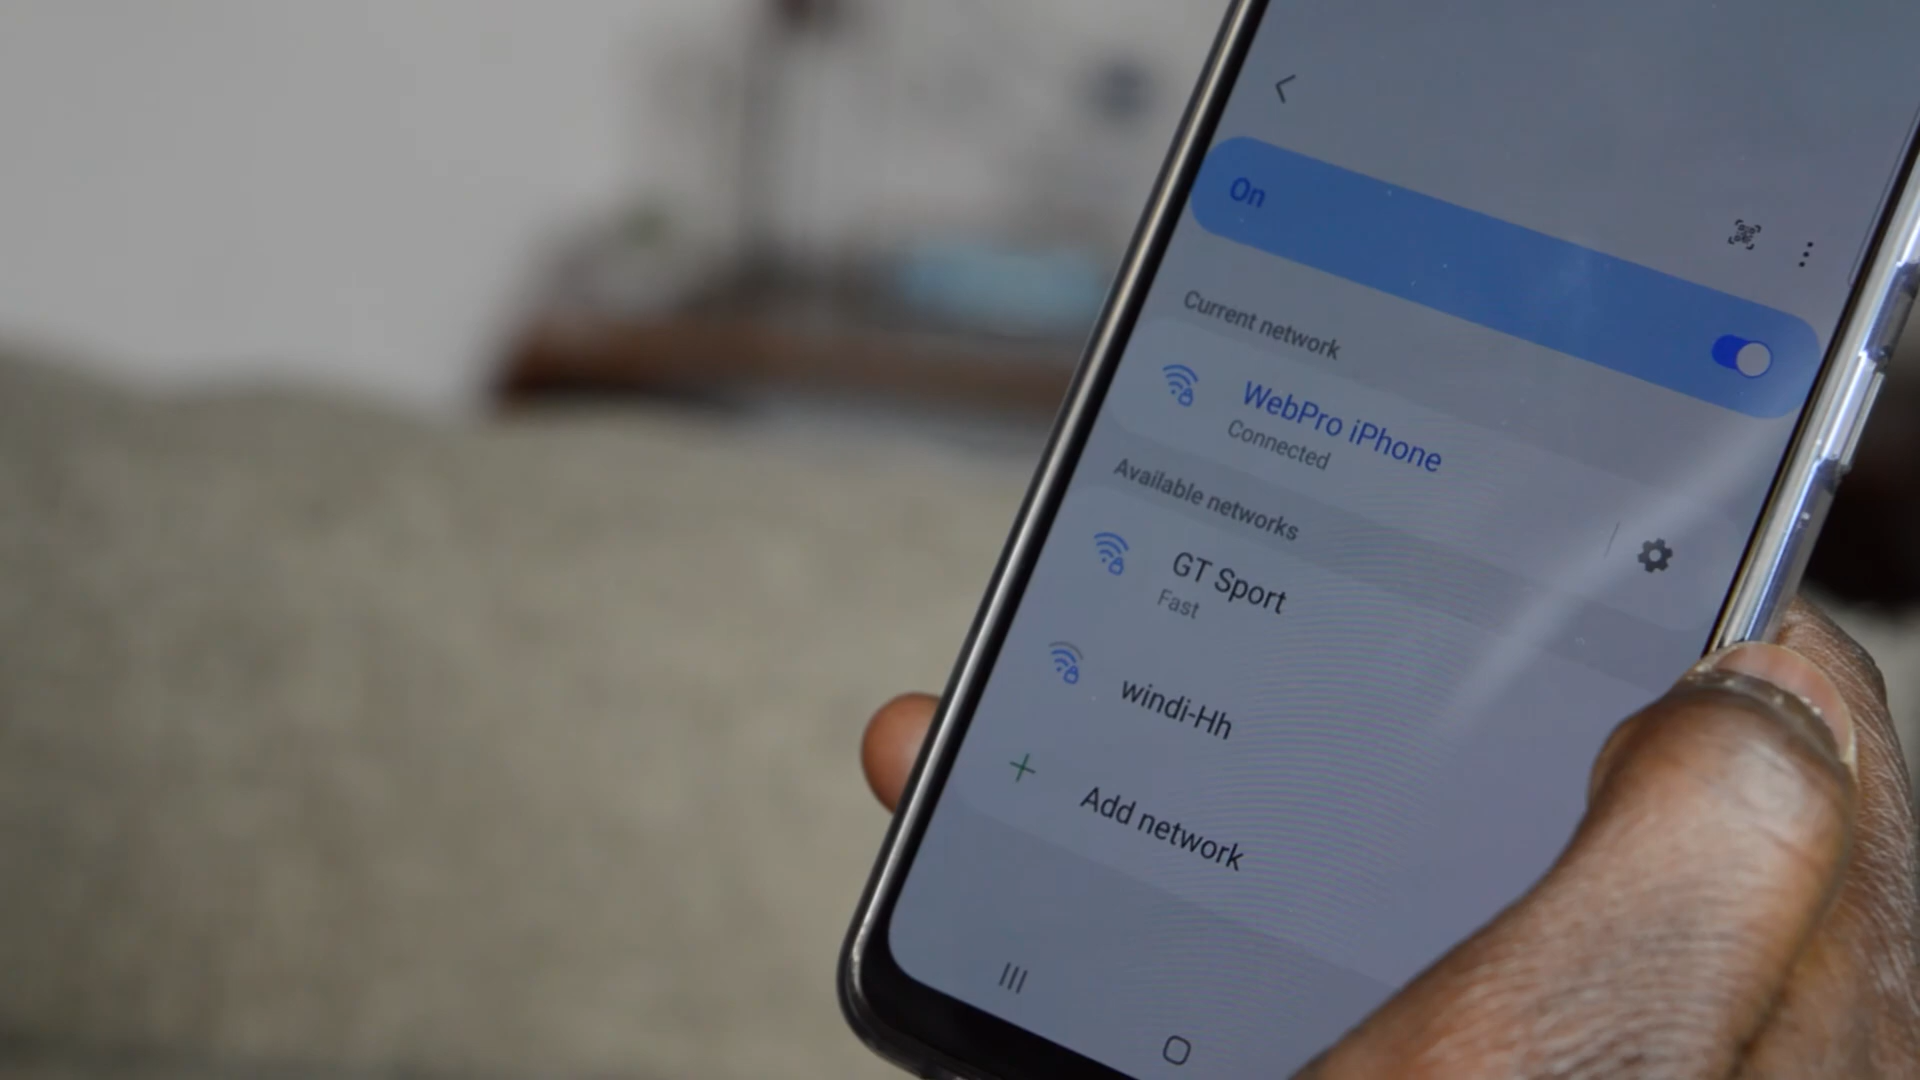 On
Current network
WebPro iPhone
Connected
Available networks
GT Sport
Fast
windi-Hh
Add network